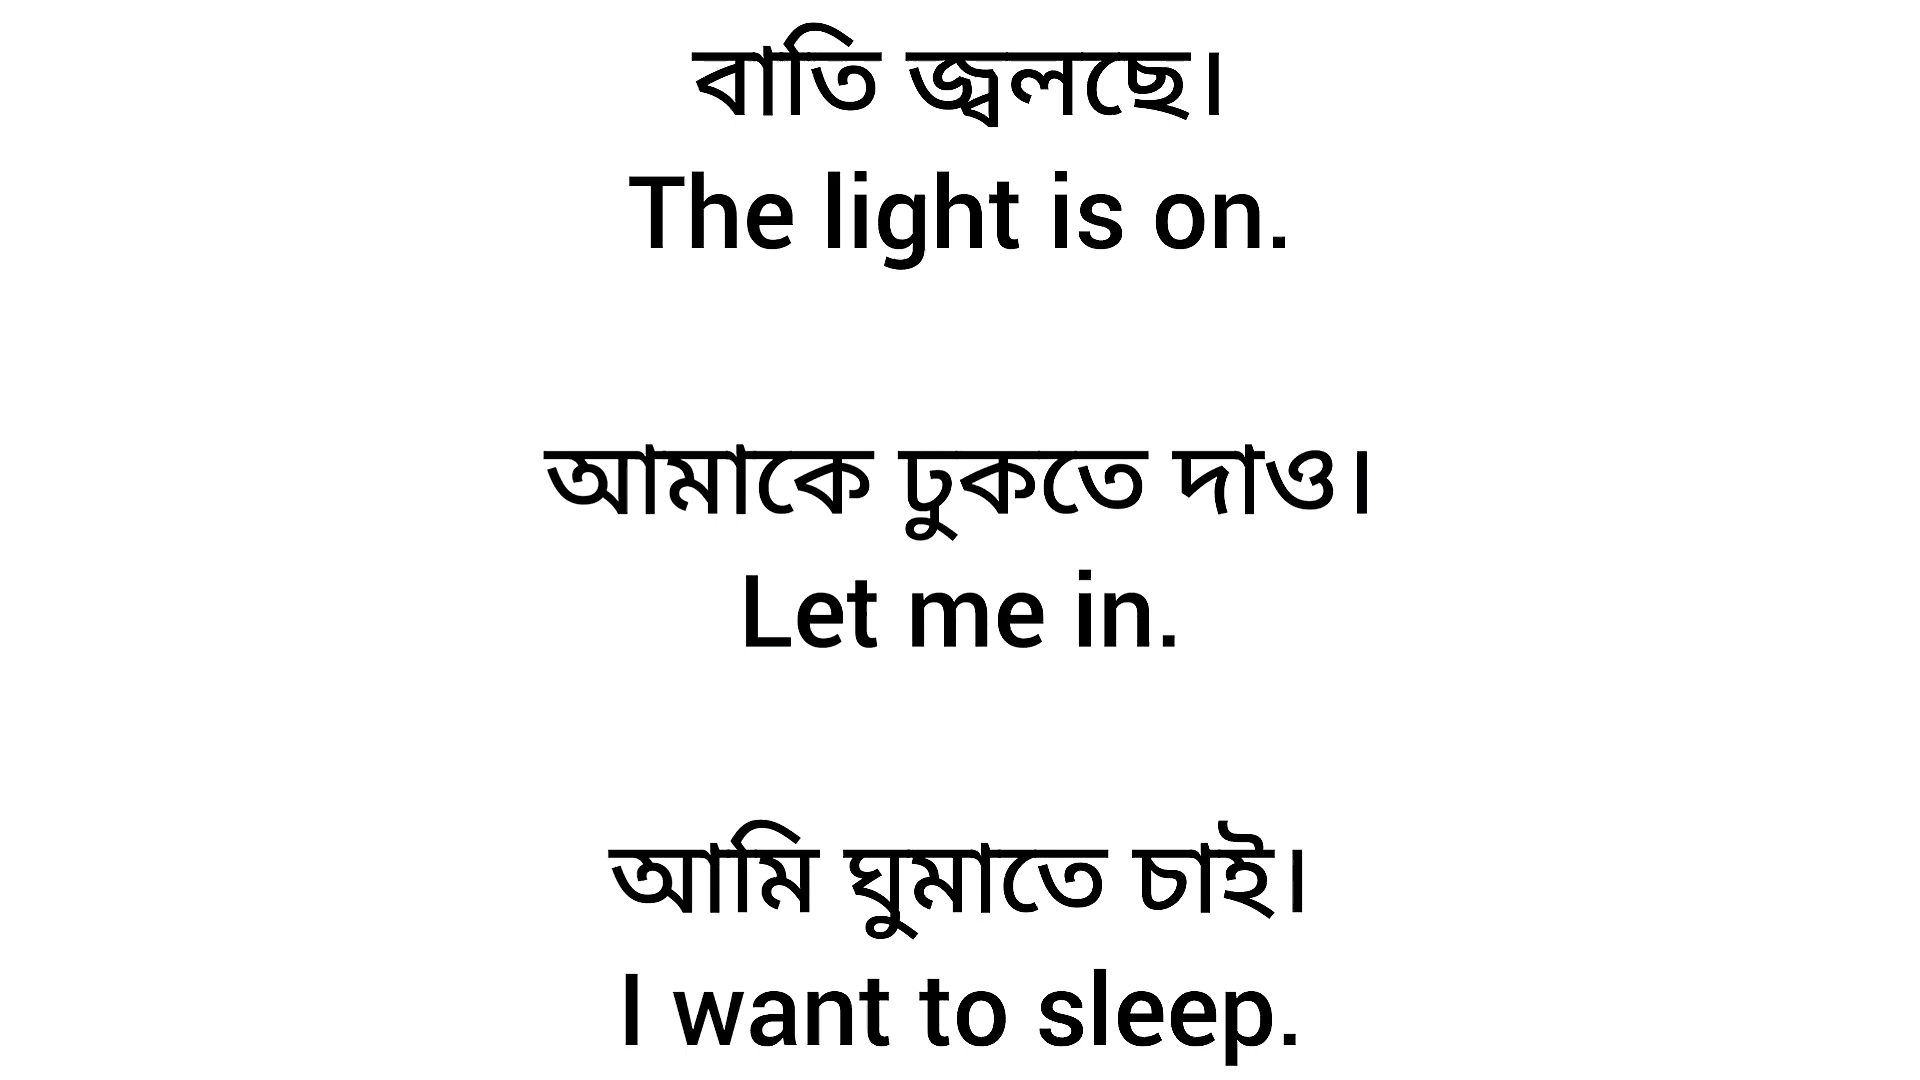 বাতি জ্বলছে।
The light is on.
আমাকে ঢুকতে দাও।
Let me in.
আমি ঘুমাতে চাই।
I want to sleep.